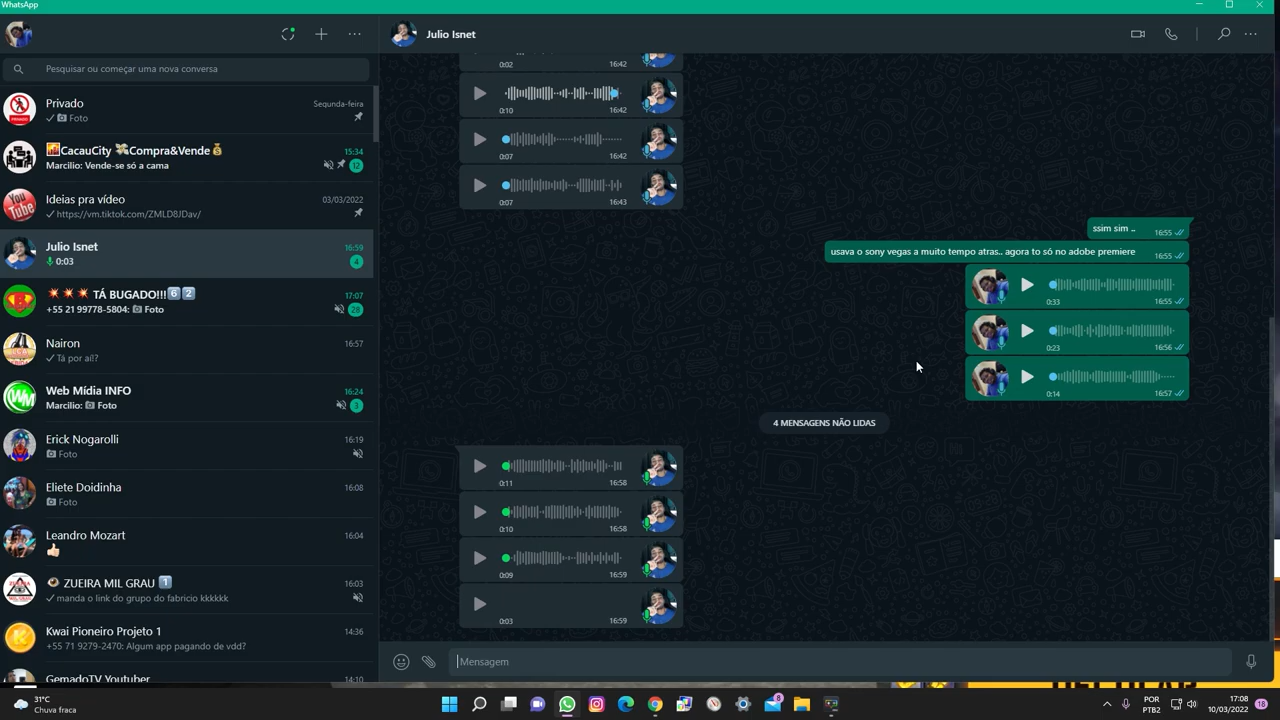 WhatsApp
Julio Isnet
Pesquisar ou começar uma nova conversa
Privado
Segunda-feira
Foto
CacauCity Compra&Vende
15:34
Marcilio: Vende-se só a cama
12
Ideias pra vídeo
03/03/2022
https://vm.tiktok.com/ZMLD8JDav/
Julio Isnet
16:59
0:03
4
TÁ BUGADO!!! 6 2
17:07
+55 21 99778-5804: Foto
28
Nairon
16:57
Tá por aí!?
Web Mídia INFO
16:24
Marcilio: Foto
3
Erick Nogarolli
16:19
Foto
Eliete Doidinha
16:08
Foto
Leandro Mozart
16:04
ZUEIRA MIL GRAU 1
16:03
manda o link do grupo do fabricio kkkkkk
Kwai Pioneiro Projeto 1
14:36
+55 71 9279-2470: Algum app pagando de vdd?
GemadoTV Youtuber
14:10
0:02 16:42
0:10 16:42
0:07 16:42
0:07 16:43
ssim sim .. 16:55
usava o sony vegas a muito tempo atras.. agora to só no adobe premiere 16:55
0:33 16:55
0:23 16:56
0:14 16:57
4 MENSAGENS NÃO LIDAS
0:11 16:58
0:10 16:58
0:09 16:59
0:03 16:59
Mensagem
31°C
Chuva fraca
8
POR
PTB2
17:08
10/03/2022